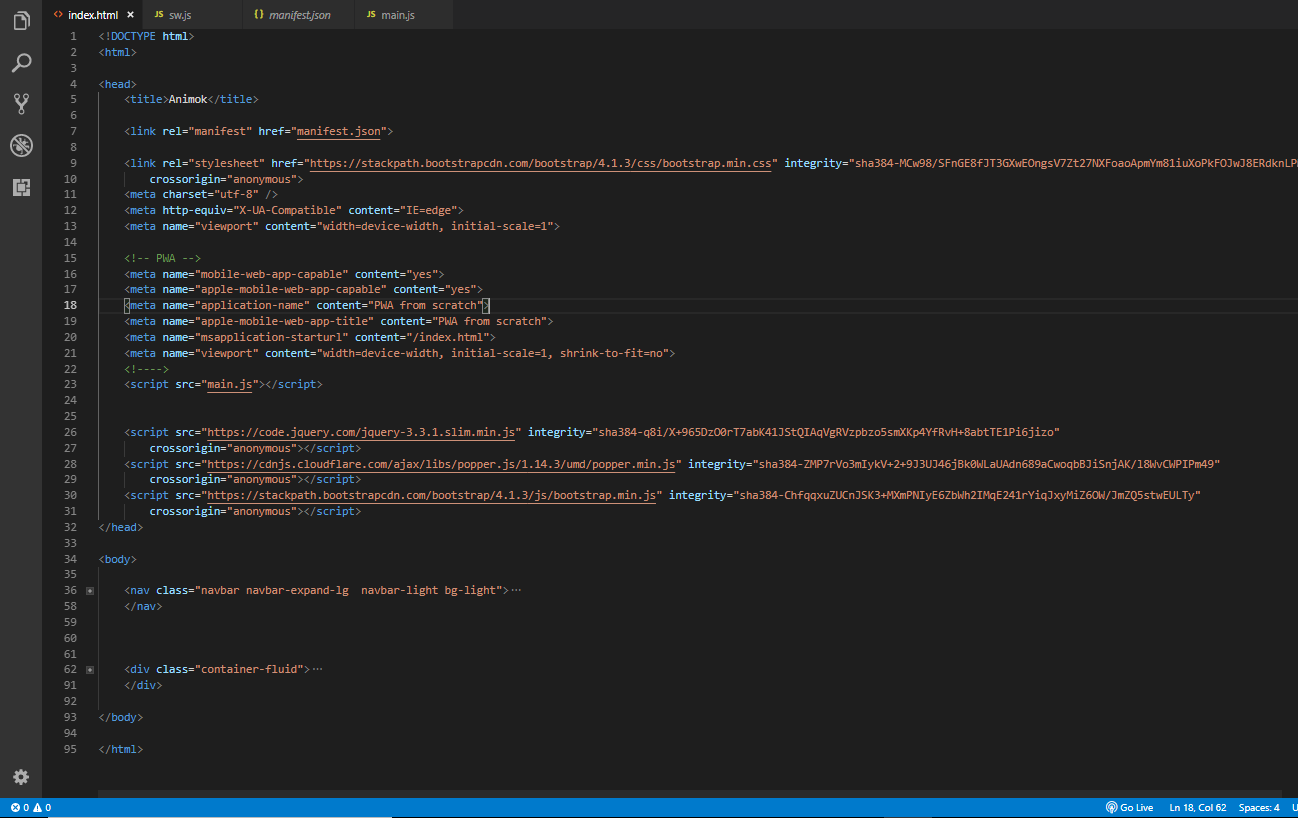 index.html ×
JS sw.js
{} manifest.json
JS main.js
1 <!DOCTYPE html>
2 <html>
3
4 <head>
5 <title>Animok</title>
6
7 <link rel="manifest" href="manifest.json">
8
9 <link rel="stylesheet" href="https://stackpath.bootstrapcdn.com/bootstrap/4.1.3/css/bootstrap.min.css" integrity="sha384-MCw98/SFnGE8fJT3GXwEOngsV7Zt27NXFoaoApmYm81iuXoPkFOJwJ8ERdknLP
10 crossorigin="anonymous">
11 <meta charset="utf-8" />
12 <meta http-equiv="X-UA-Compatible" content="IE=edge">
13 <meta name="viewport" content="width=device-width, initial-scale=1">
14
15 <!-- PWA -->
16 <meta name="mobile-web-app-capable" content="yes">
17 <meta name="apple-mobile-web-app-capable" content="yes">
18 <meta name="application-name" content="PWA from scratch">
19 <meta name="apple-mobile-web-app-title" content="PWA from scratch">
20 <meta name="msapplication-starturl" content="/index.html">
21 <meta name="viewport" content="width=device-width, initial-scale=1, shrink-to-fit=no">
22 <!---->
23 <script src="main.js"></script>
24
25
26 <script src="https://code.jquery.com/jquery-3.3.1.slim.min.js" integrity="sha384-q8i/X+965DzO0rT7abK41JStQIAqVgRVzpbzo5smXKp4YfRvH+8abtTE1Pi6jizo"
27 crossorigin="anonymous"></script>
28 <script src="https://cdnjs.cloudflare.com/ajax/libs/popper.js/1.14.3/umd/popper.min.js" integrity="sha384-ZMP7rVo3mIykV+2+9J3UJ46jBk0WLaUAdn689aCwoqbBJiSnjAK/l8WvCWPIPm49"
29 crossorigin="anonymous"></script>
30 <script src="https://stackpath.bootstrapcdn.com/bootstrap/4.1.3/js/bootstrap.min.js" integrity="sha384-ChfqqxuZUCnJSK3+MXmPNIyE6ZbWh2IMqE241rYiqJxyMiZ6OW/JmZQ5stwEULTy"
31 crossorigin="anonymous"></script>
32 </head>
33
34 <body>
35
36 <nav class="navbar navbar-expand-lg  navbar-light bg-light">…
58 </nav>
59
60
61
62 <div class="container-fluid">…
91 </div>
92
93 </body>
94
95 </html>
0 0
Go Live
Ln 18, Col 62
Spaces: 4
U